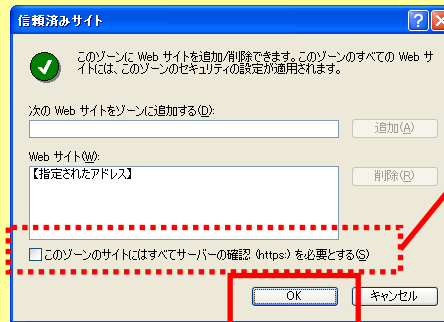 信頼済みサイト
このゾーンに Web サイトを追加/削除できます。このゾーンのすべての Web サ
イトには、このゾーンのセキュリティの設定が適用されます。
次の Web サイトをゾーンに追加する(D):
追加(A)
Web サイト(W):
【指定されたアドレス】
削除(R)
このゾーンのサイトにはすべてサーバーの確認 (https:) を必要とする(S)
OK
キャンセル